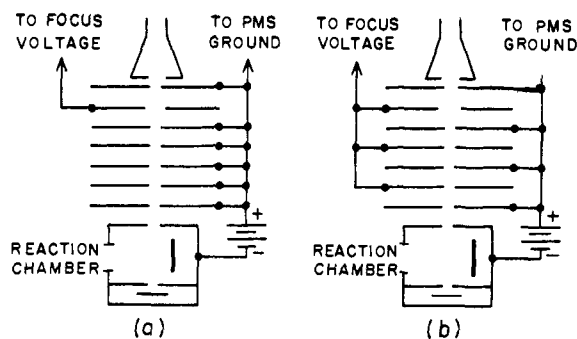 TO FOCUS
VOLTAGE
TO PMS
GROUND
+
−
REACTION
CHAMBER
(a)
TO FOCUS
VOLTAGE
TO PMS
GROUND
+
−
REACTION
CHAMBER
(b)